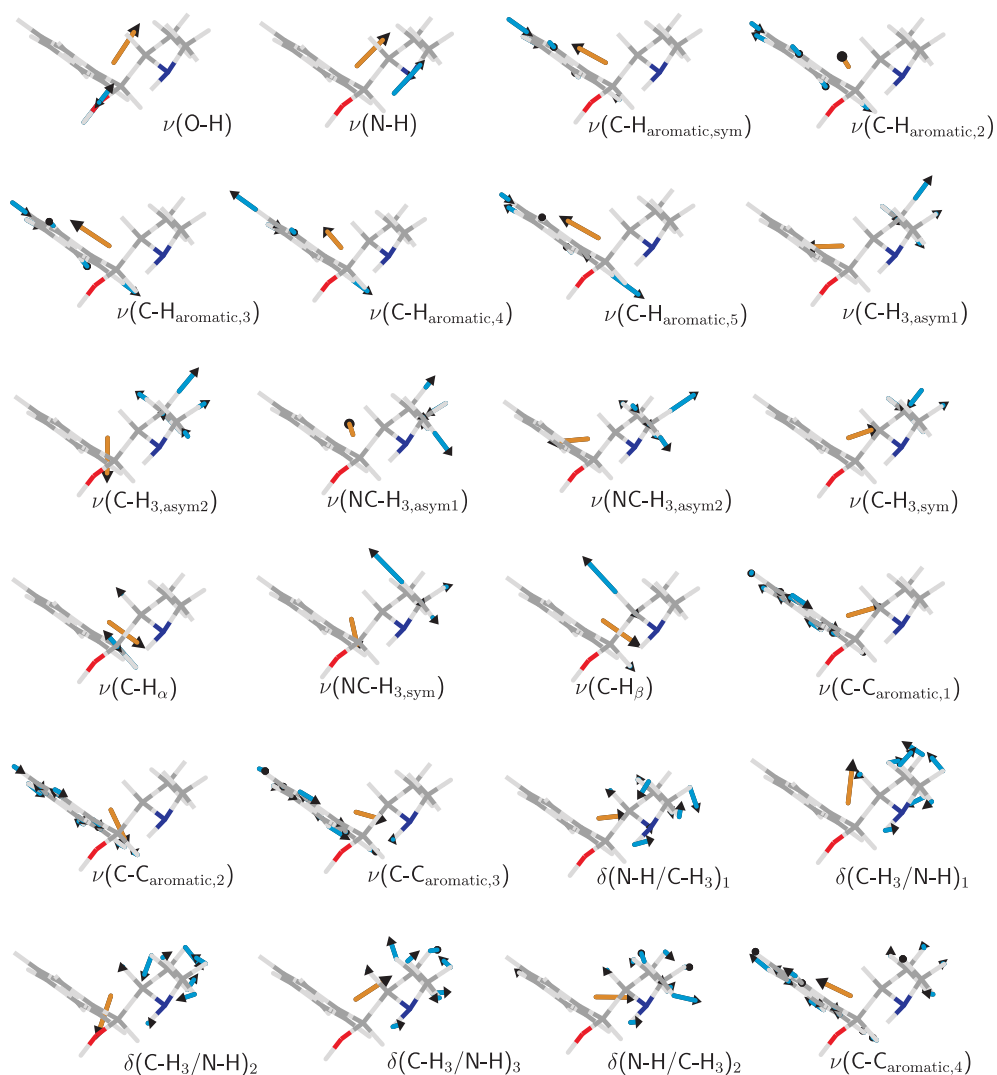 ν(O-H) ν(N-H) ν(C-H_aromatic,sym) ν(C-H_aromatic,2)
ν(C-H_aromatic,3) ν(C-H_aromatic,4) ν(C-H_aromatic,5) ν(C-H_3,asym1)
ν(C-H_3,asym2) ν(NC-H_3,asym1) ν(NC-H_3,asym2) ν(C-H_3,sym)
ν(C-H_α) ν(NC-H_3,sym) ν(C-H_β) ν(C-C_aromatic,1)
ν(C-C_aromatic,2) ν(C-C_aromatic,3) δ(N-H/C-H_3)_1 δ(C-H_3/N-H)_1
δ(C-H_3/N-H)_2 δ(C-H_3/N-H)_3 δ(N-H/C-H_3)_2 ν(C-C_aromatic,4)